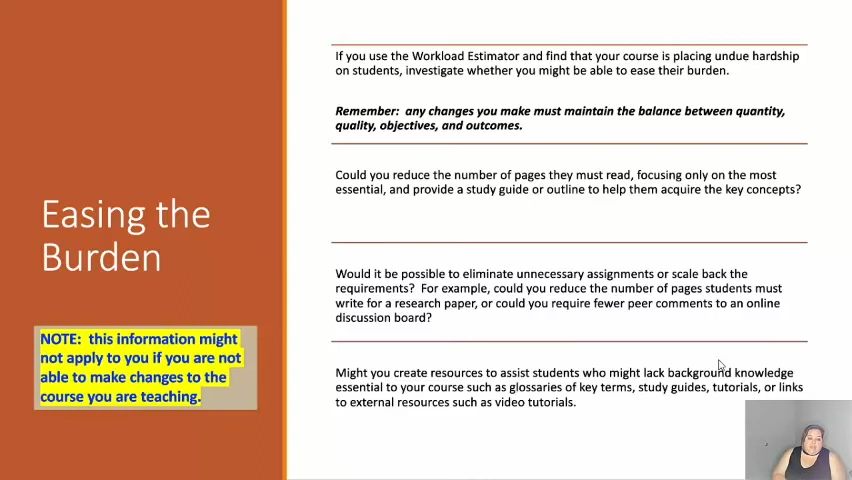 Easing the
Burden
NOTE:  this information might
not apply to you if you are not
able to make changes to the
course you are teaching.
If you use the Workload Estimator and find that your course is placing undue hardship
on students, investigate whether you might be able to ease their burden.
Remember:  any changes you make must maintain the balance between quantity,
quality, objectives, and outcomes.
Could you reduce the number of pages they must read, focusing only on the most
essential, and provide a study guide or outline to help them acquire the key concepts?
Would it be possible to eliminate unnecessary assignments or scale back the
requirements?  For example, could you reduce the number of pages students must
write for a research paper, or could you require fewer peer comments to an online
discussion board?
Might you create resources to assist students who might lack background knowledge
essential to your course such as glossaries of key terms, study guides, tutorials, or links
to external resources such as video tutorials.